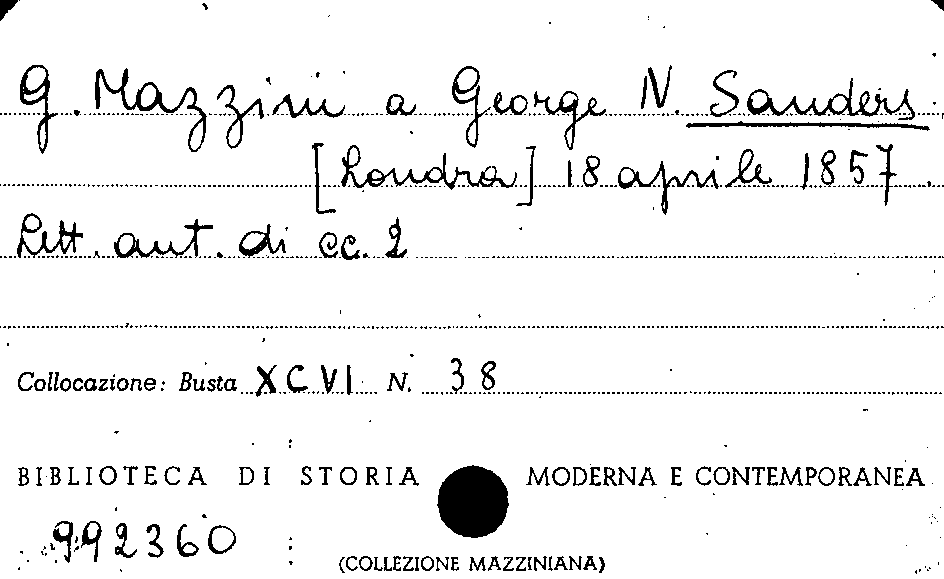 G. Mazzini a George N. Sanders
[Londra] 18 aprile 1857.
Lett. aut. di cc. 2
Collocazione: Busta XCVI N. 38
BIBLIOTECA DI STORIA MODERNA E CONTEMPORANEA
992360
(COLLEZIONE MAZZINIANA)